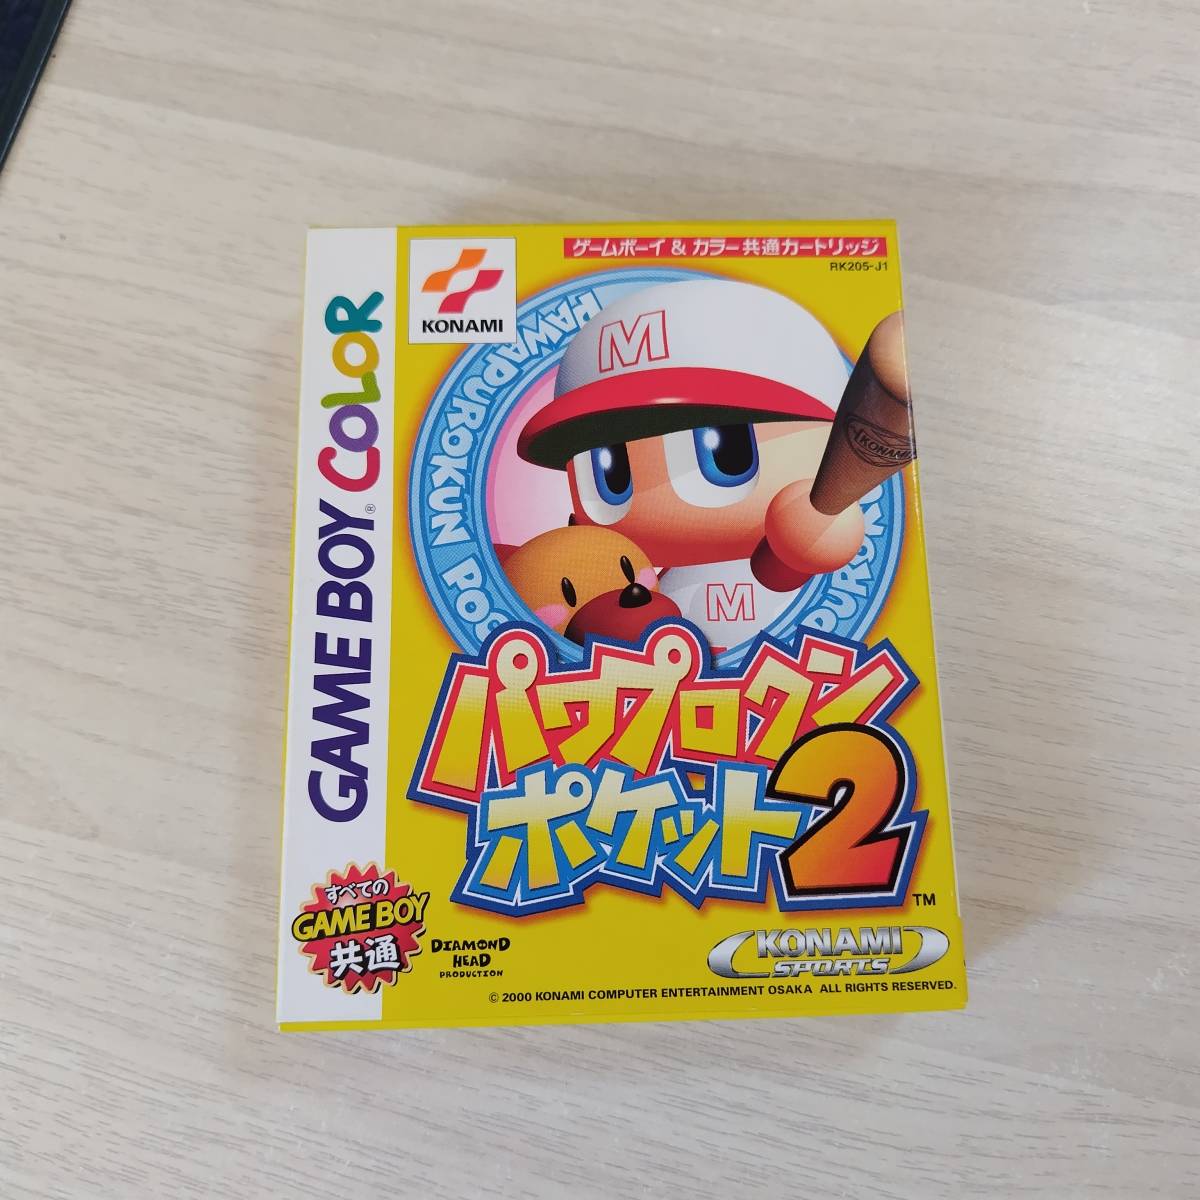 GAME BOY COLOR®
KONAMI
ゲームボーイ & カラー共通カートリッジ
RK205-J1
PAWAPUROKUN POC
PUROK
M
KONAMI
M
パワプロクン
ポケット2
TM
すべての
GAME BOY
共通
DIAMOND
HEAD
PRODUCTION
KONAMI
SPORTS
© 2000 KONAMI COMPUTER ENTERTAINMENT OSAKA ALL RIGHTS RESERVED.